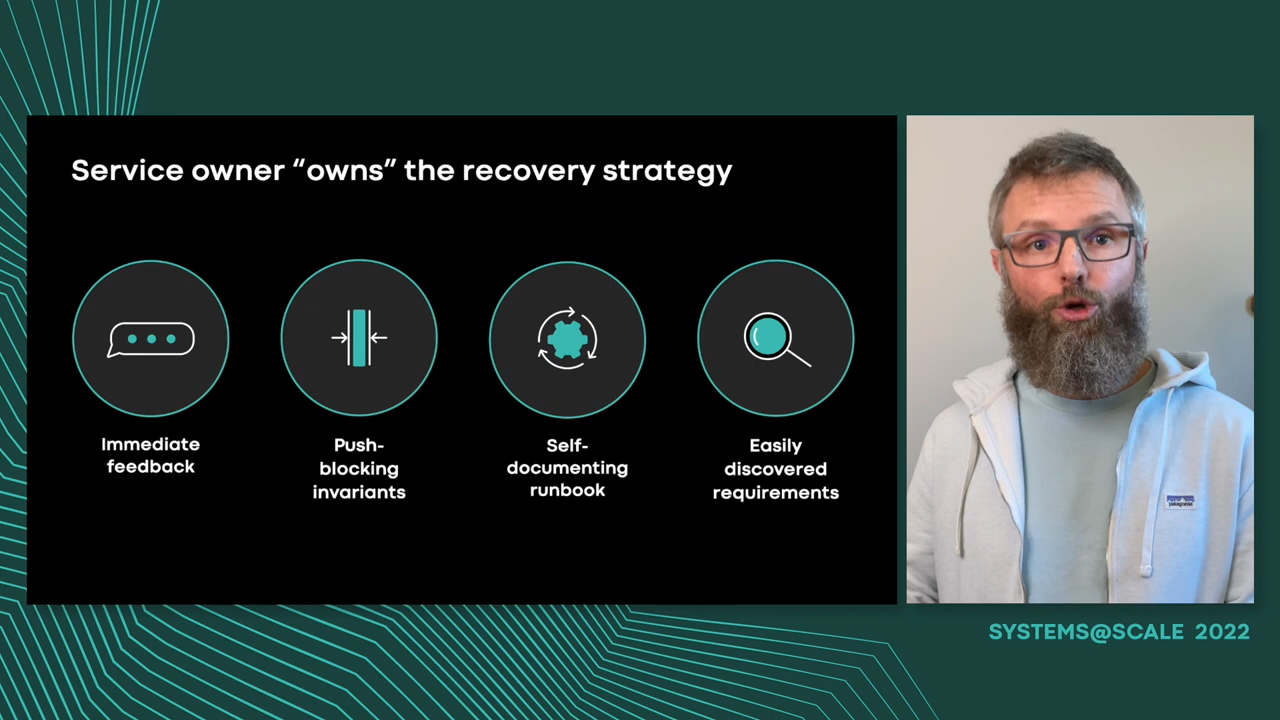 Service owner “owns” the recovery strategy
Immediate
feedback
Push-
blocking
invariants
Self-
documenting
runbook
Easily
discovered
requirements
patagonia
SYSTEMS@SCALE 2022